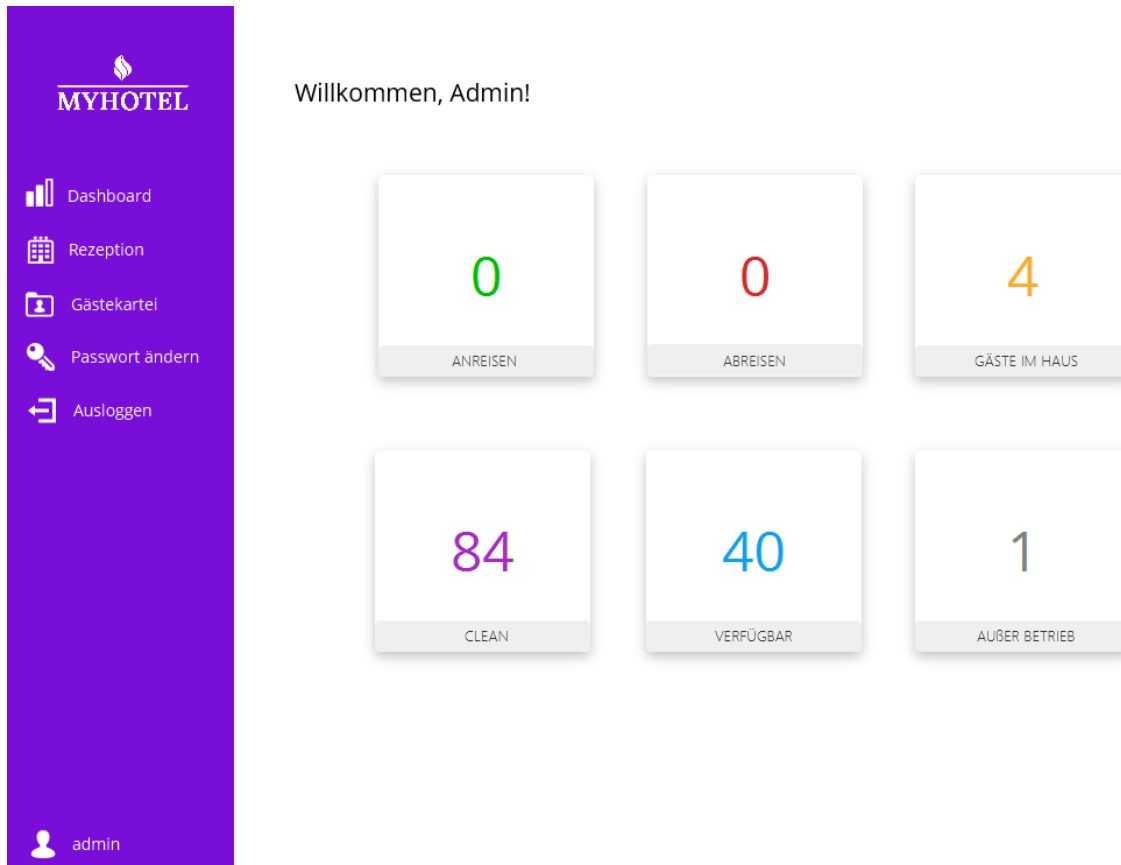 MYHOTEL
Dashboard
Rezeption
Gästekartei
Passwort ändern
Ausloggen
admin
Willkommen, Admin!
0
ANREISEN
0
ABREISEN
4
GÄSTE IM HAUS
84
CLEAN
40
VERFÜGBAR
1
AUßER BETRIEB